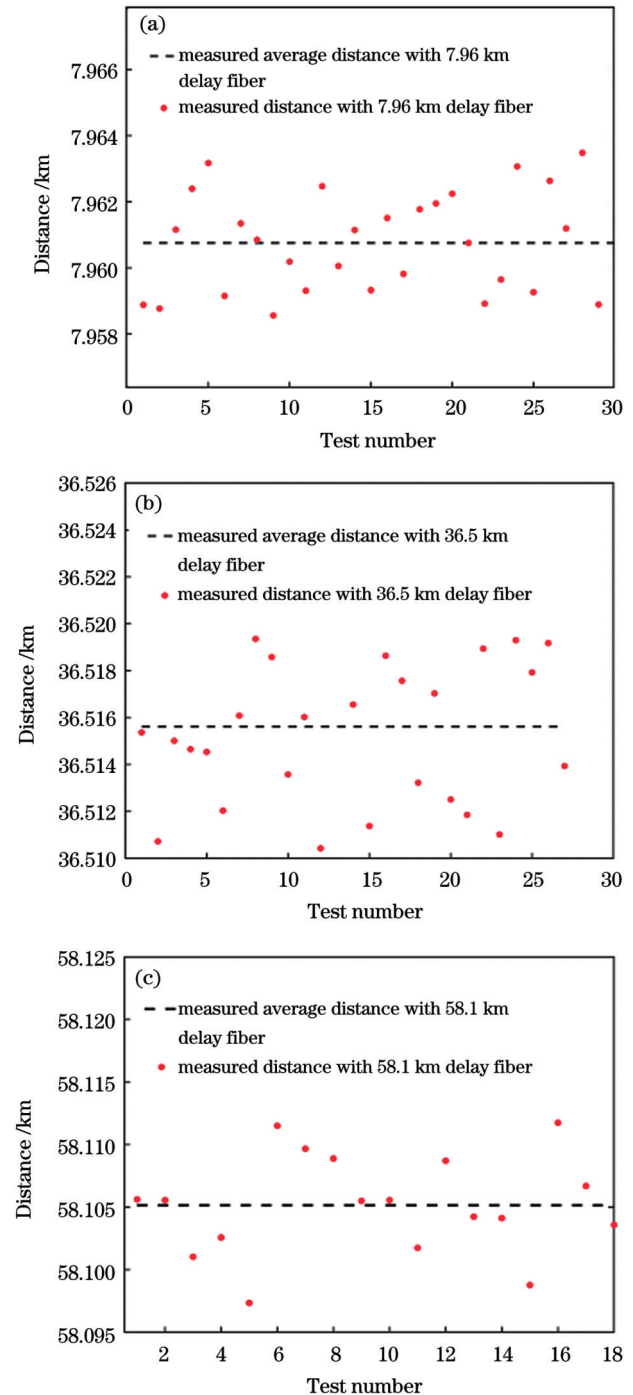 (a)
measured average distance with 7.96 km
delay fiber
measured distance with 7.96 km delay fiber
7.966
7.964
7.962
7.960
7.958
Distance /km
0 5 10 15 20 25 30
Test number
36.526
(b)
36.524
measured average distance with 36.5 km
delay fiber
36.522
measured distance with 36.5 km delay fiber
36.520
36.518
36.516
36.514
36.512
36.510
Distance /km
0 5 10 15 20 25 30
Test number
58.125
(c)
measured average distance with 58.1 km
delay fiber
58.120
measured distance with 58.1 km delay fiber
58.115
58.110
58.105
58.100
58.095
Distance /km
2 4 6 8 10 12 14 16 18
Test number